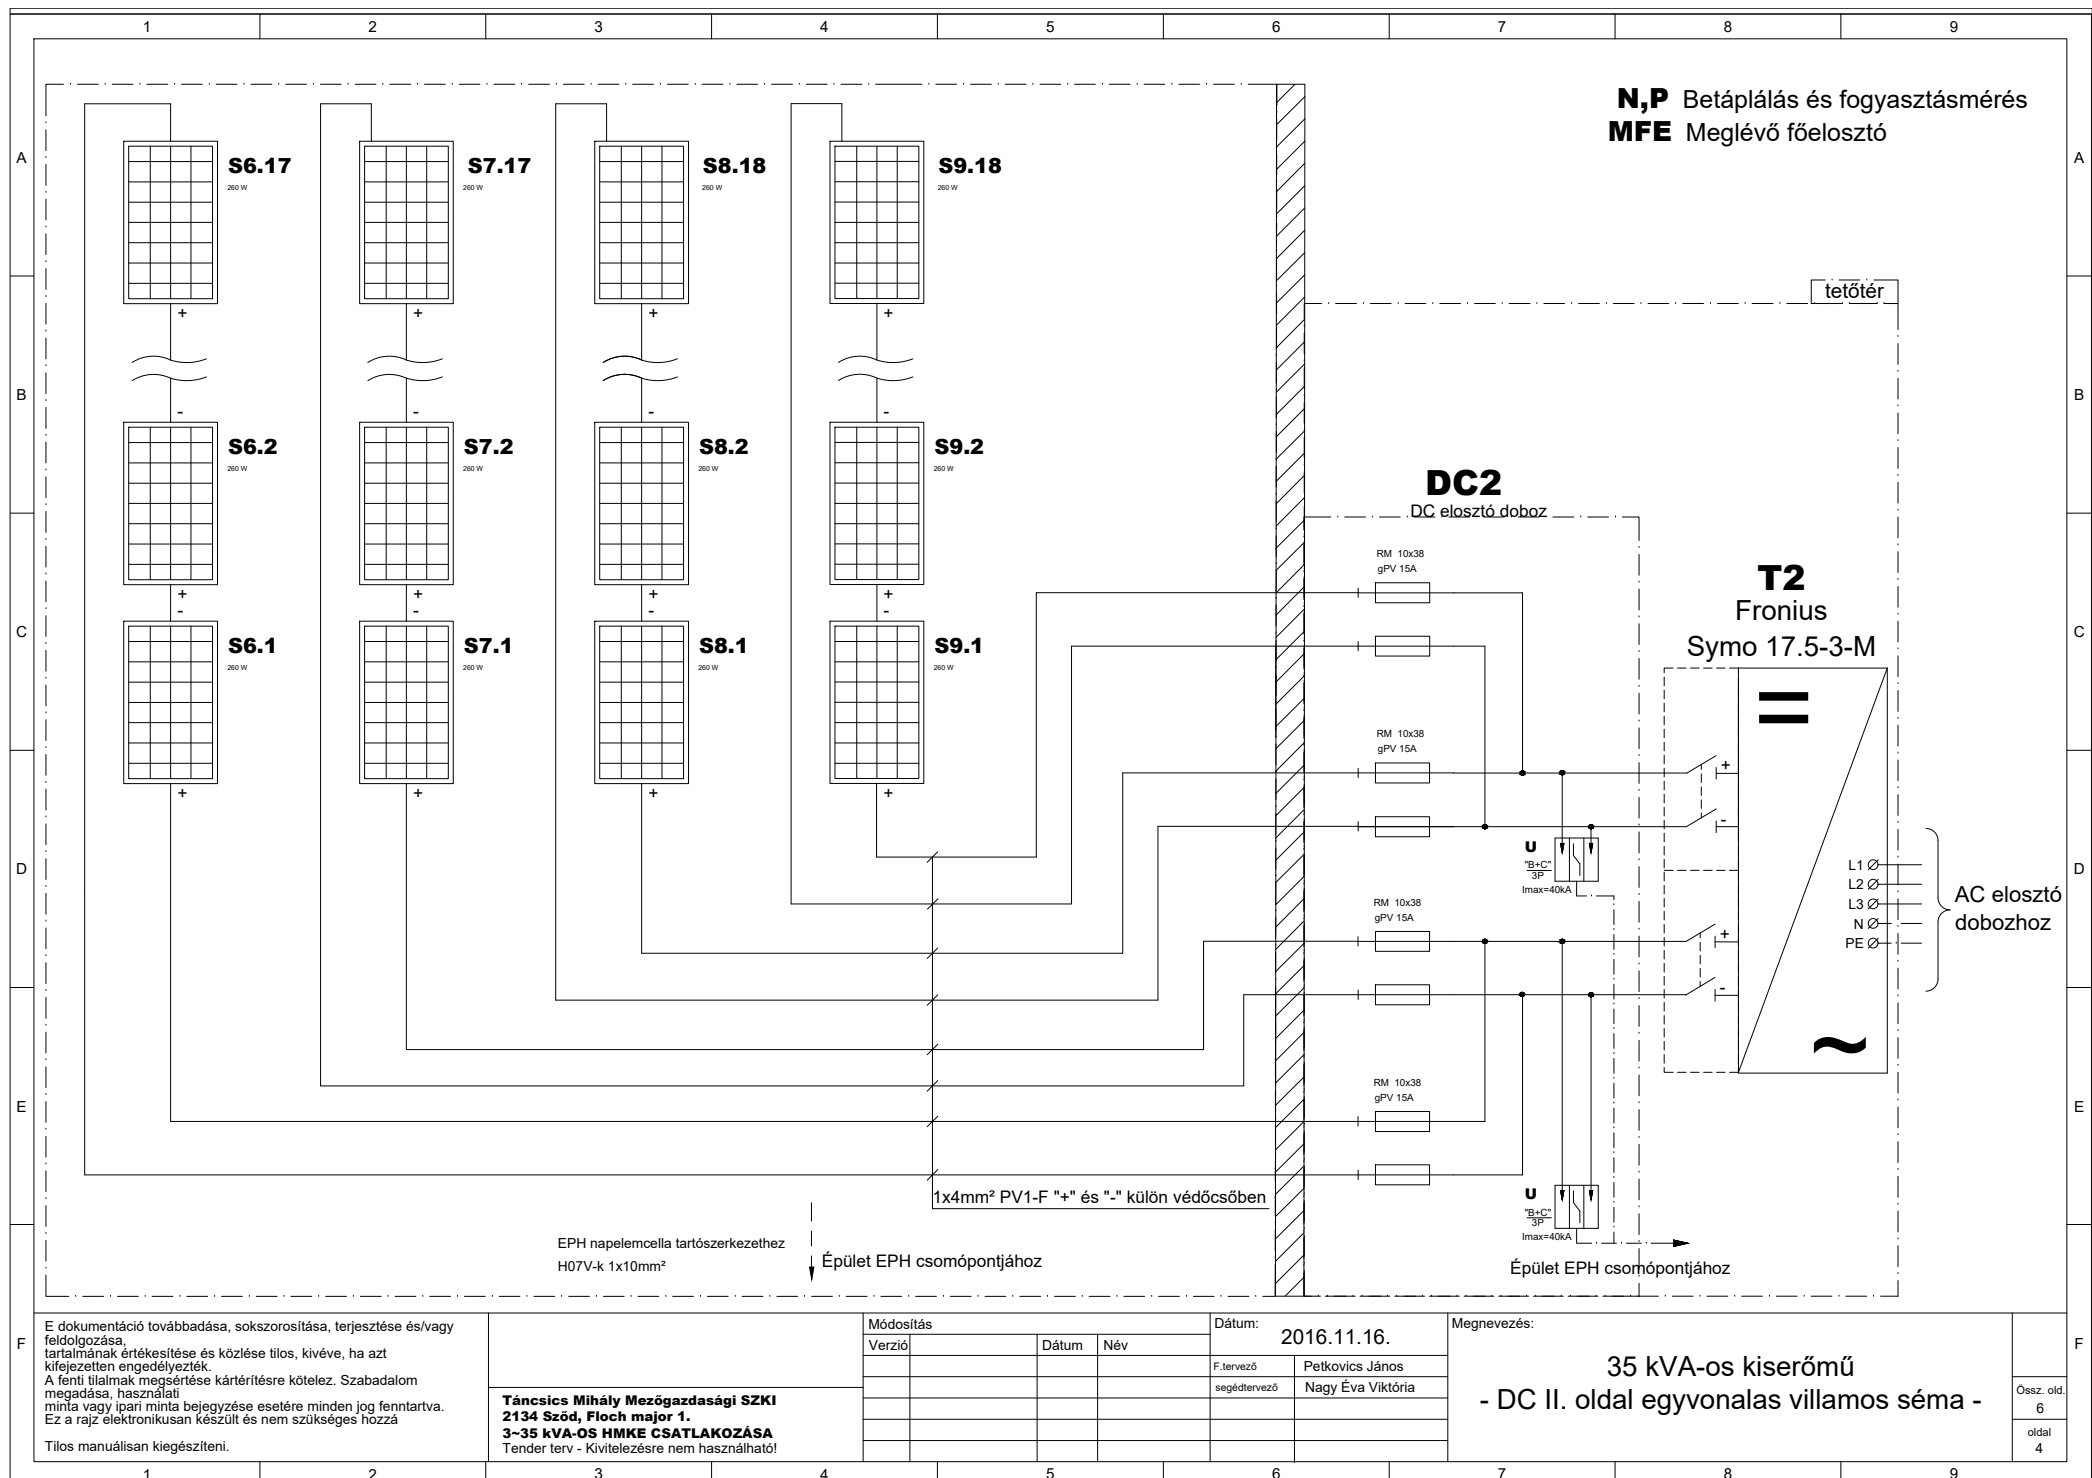 1 2 3 4 5 6 7 8 9
N,P Betáplálás és fogyasztásmérés
MFE Meglévő főelosztó
A A
S6.17
260 W
S7.17
260 W
S8.18
260 W
S9.18
260 W
+ + + +
tetőtér
B B
- - - -
S6.2
260 W
S7.2
260 W
S8.2
260 W
S9.2
260 W
+ + + +
- - - -
DC2
DC elosztó doboz
C C
S6.1
260 W
S7.1
260 W
S8.1
260 W
S9.1
260 W
+ + + +
RM 10x38
gPV 15A
T2
Fronius
Symo 17.5-3-M
=
RM 10x38
gPV 15A
+
-
D D
U
"B+C"
3P
Imax=40kA
L1
L2
L3
N
PE
AC elosztó
dobozhoz
RM 10x38
gPV 15A
+
-
~
E E
RM 10x38
gPV 15A
1x4mm² PV1-F "+" és "-" külön védőcsőben
U
"B+C"
3P
Imax=40kA
EPH napelemcella tartószerkezethez
H07V-k 1x10mm²
Épület EPH csomópontjához
Épület EPH csomópontjához
F F
E dokumentáció továbbadása, sokszorosítása, terjesztése és/vagy
feldolgozása,
tartalmának értékesítése és közlése tilos, kivéve, ha azt
kifejezetten engedélyezték.
A fenti tilalmak megsértése kártérítésre kötelez. Szabadalom
megadása, használati
minta vagy ipari minta bejegyzése esetére minden jog fenntartva.
Ez a rajz elektronikusan készült és nem szükséges hozzá
Tilos manuálisan kiegészíteni.
Táncsics Mihály Mezőgazdasági SZKI
2134 Sződ, Floch major 1.
3~35 kVA-OS HMKE CSATLAKOZÁSA
Tender terv - Kivitelezésre nem használható!
Módosítás
Verzió Dátum Név
Dátum:
2016.11.16.
F.tervező Petkovics János
segédtervező Nagy Éva Viktória
Megnevezés:
35 kVA-os kiserőmű
- DC II. oldal egyvonalas villamos séma -
Össz. old.
6
oldal
4
1 2 3 4 5 6 7 8 9